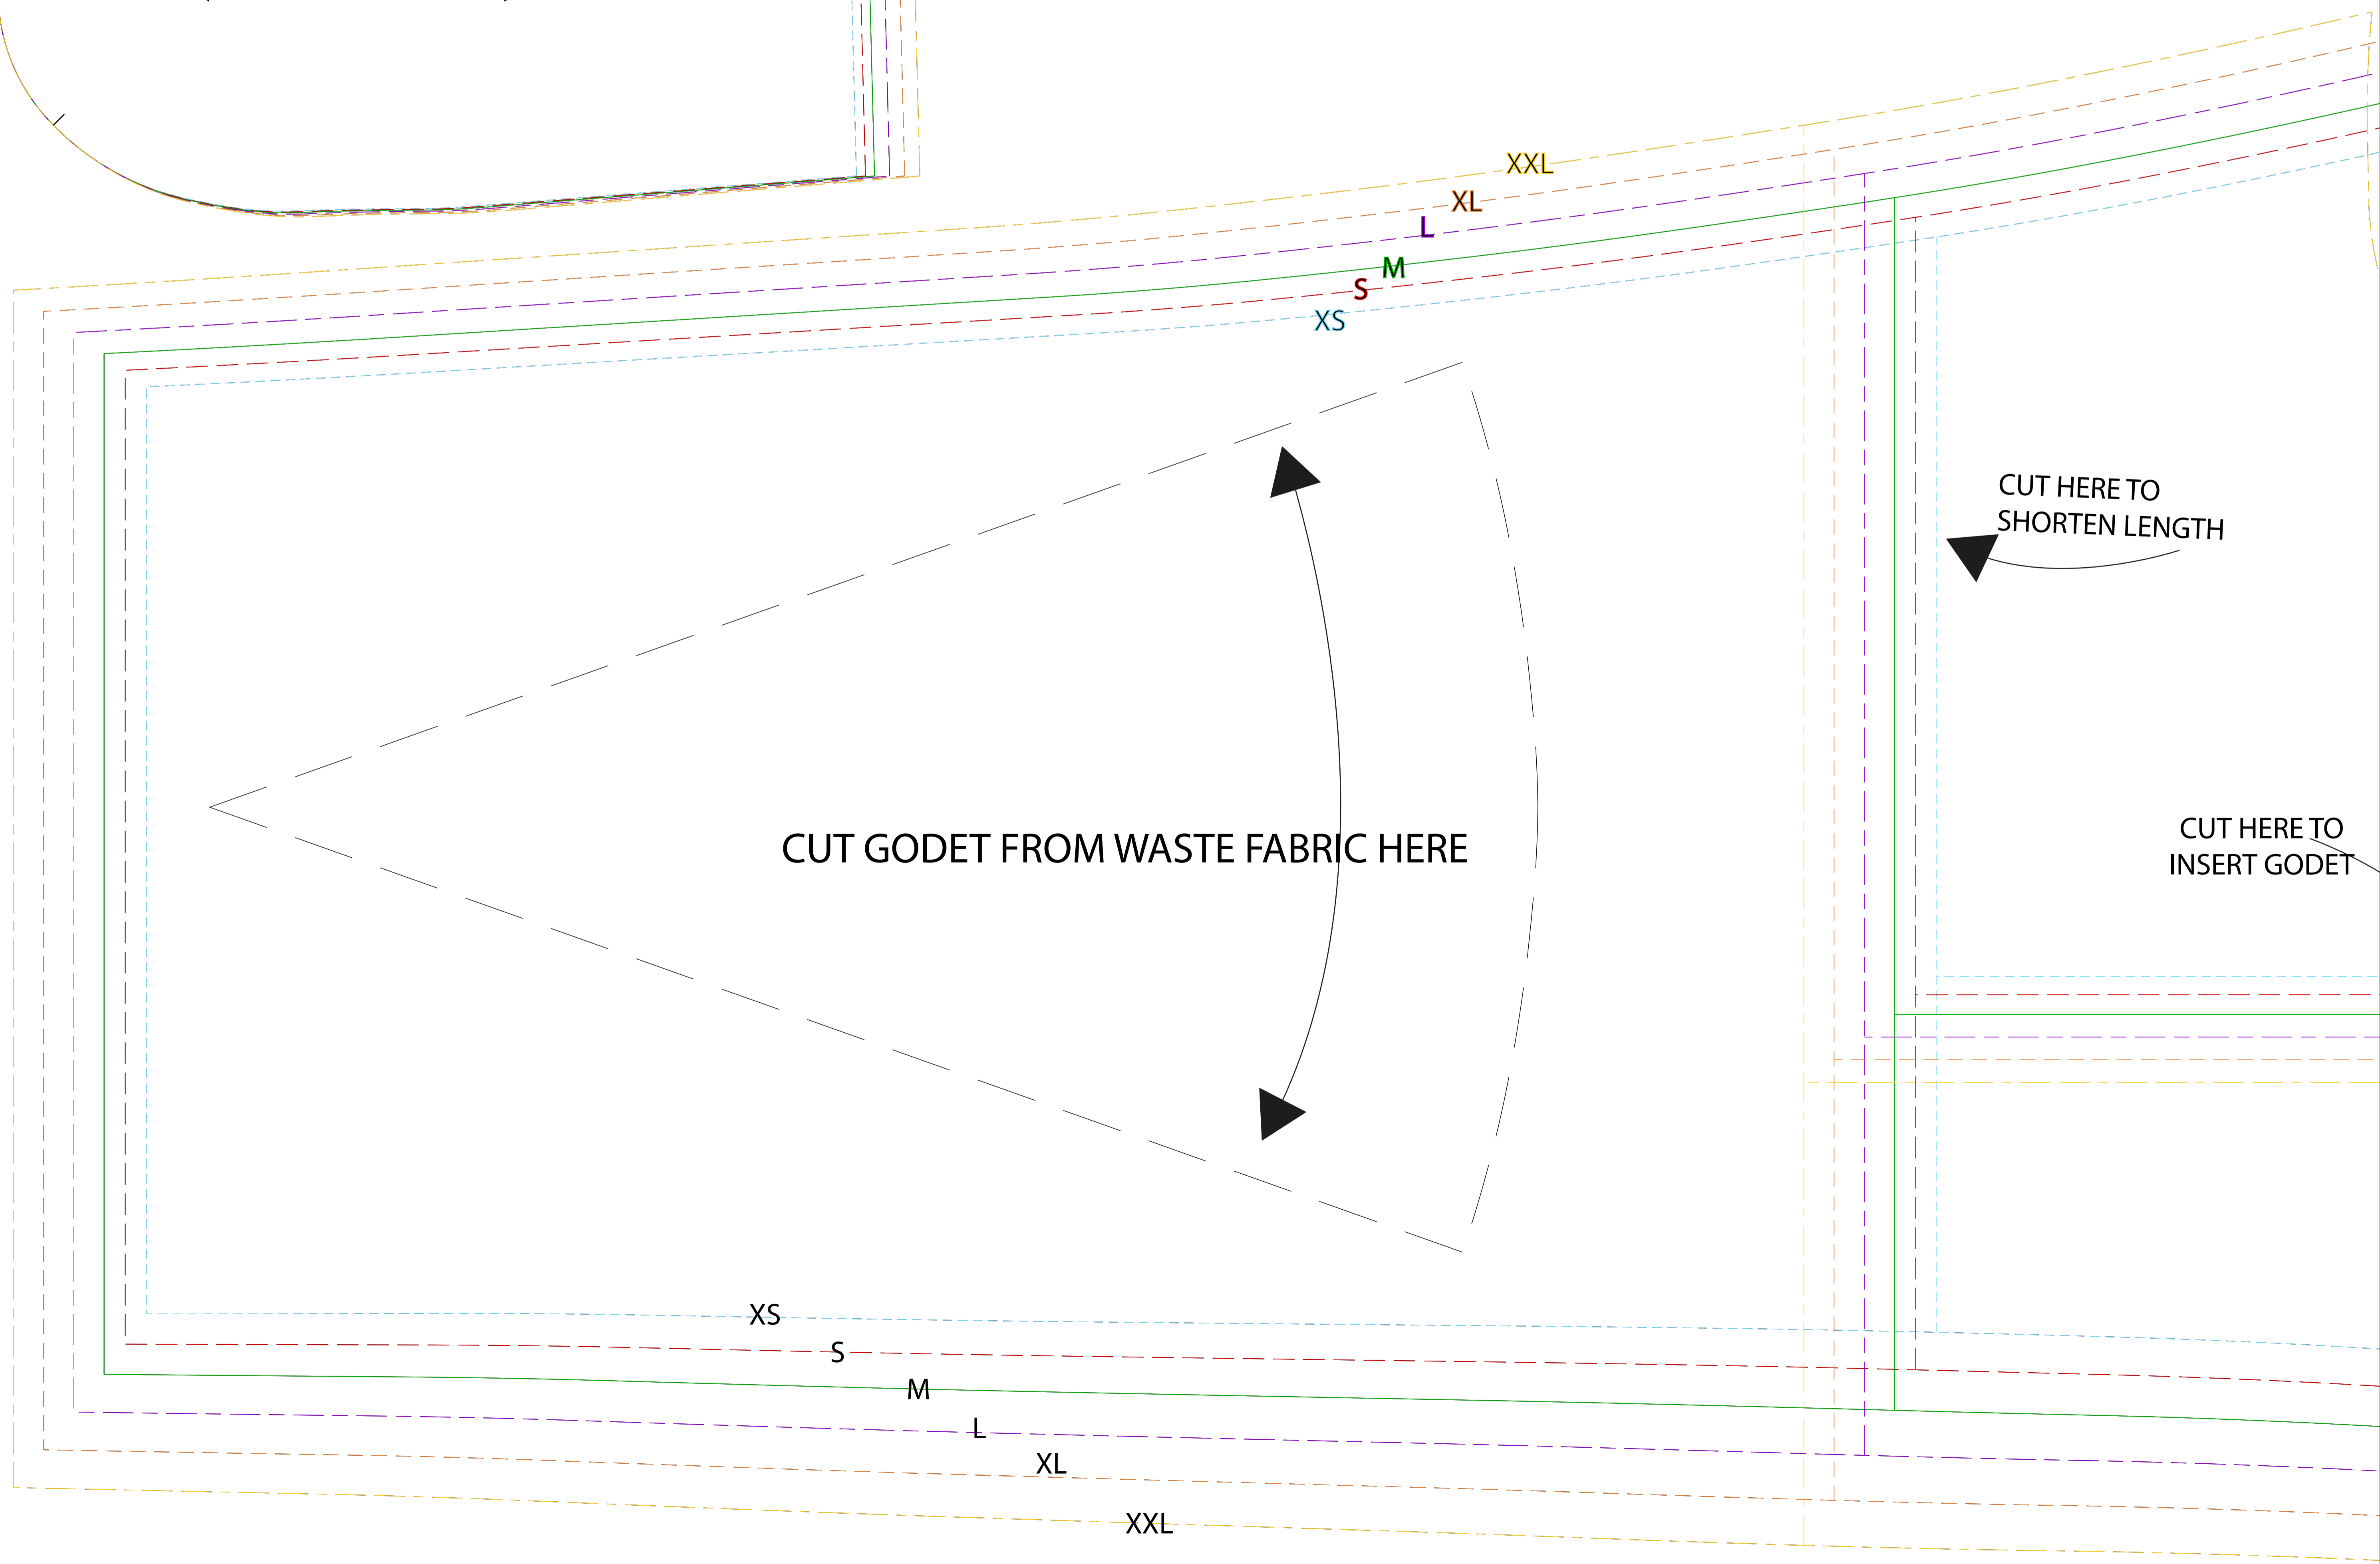 XXL
XL
L
M
S
XS
CUT HERE TO
SHORTEN LENGTH
CUT GODET FROM WASTE FABRIC HERE
CUT HERE TO
INSERT GODET
XS
S
M
L
XL
XXL